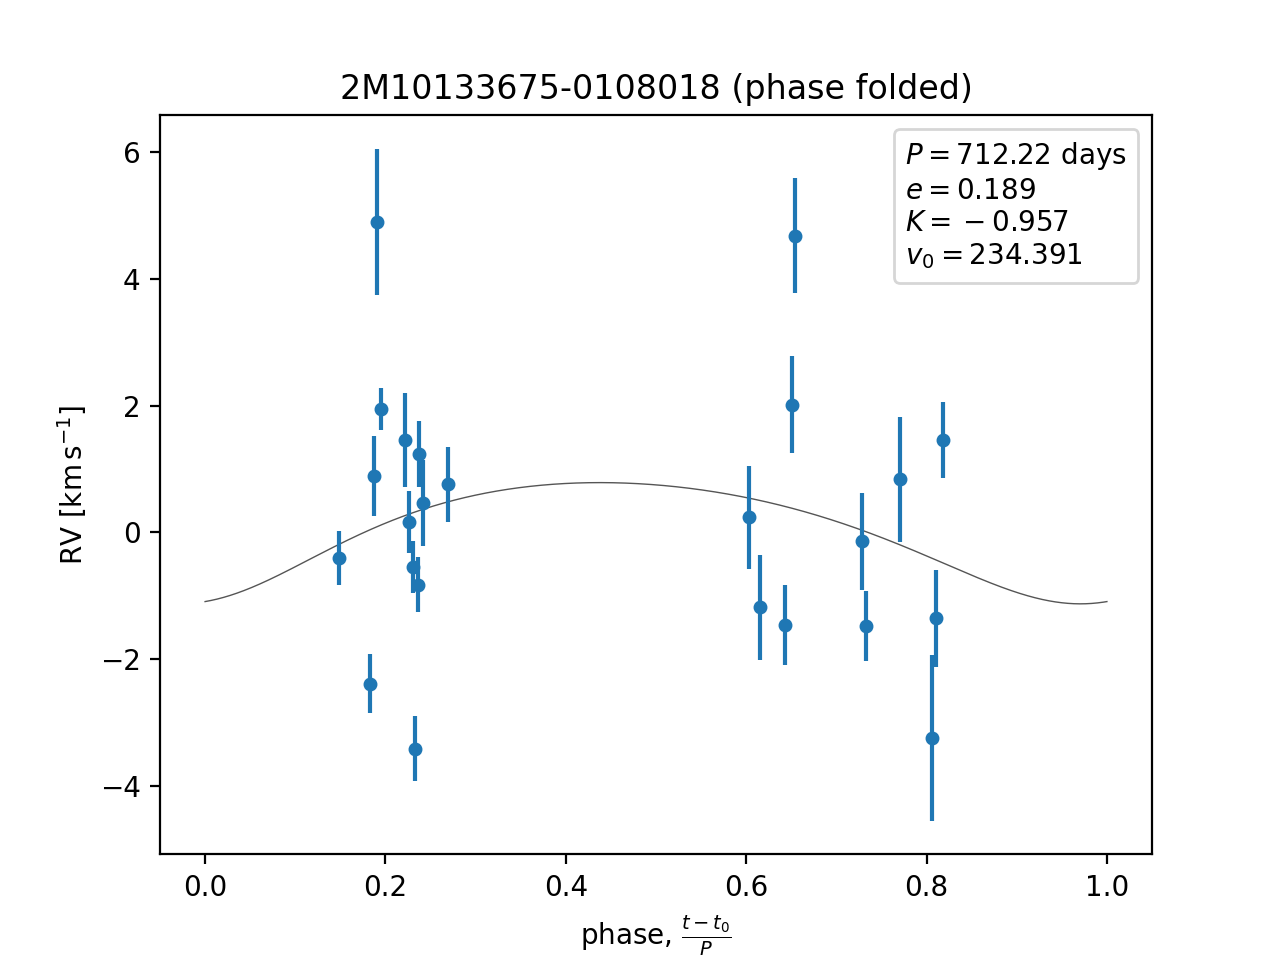 2M10133675-0108018 (phase folded)
P = 712.22 days
e = 0.189
K = −0.957
v₀ = 234.391
6
4
2
0
−2
−4
RV [km s⁻¹]
0.0 0.2 0.4 0.6 0.8 1.0
phase, (t − t₀)/P